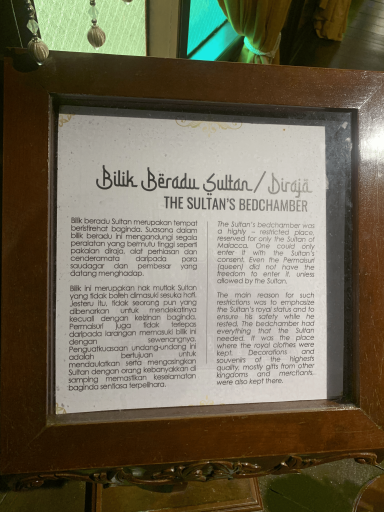 Bilik Beradu Sultan / Diraja
THE SULTAN'S BEDCHAMBER
Bilik beradu Sultan merupakan tempat
beristirehat baginda. Suasana dalam
bilik beradu ini mengandungi segala
peralatan yang bermutu tinggi seperti
pakaian diraja, alat perhiasan dan
cenderamata daripada para
saudagar dan pembesar yang
datang menghadap.
Bilik ini merupakan hak mutlak Sultan
yang tidak boleh dimasuki sesuka hati.
Jesteru itu, tidak seorang pun yang
dibenarkan untuk mendekatinya
kecuali dengan keizinan baginda.
Permaisuri juga tidak terlepas
daripada larangan memasuki bilik ini
dengan sewenangnya.
Penguatkuasaan undang-undang ini
adalah bertujuan untuk
mendaulatkan serta mengasingkan
Sultan dengan orang kebanyakkan di
samping memastikan keselamatan
baginda sentiasa terpelihara.
The Sultan's bedchamber was
a highly – restricted place,
reserved for only the Sultan of
Malacca. One could only
enter it with the Sultan's
consent. Even the Permaisuri
(queen) did not have the
freedom to enter it, unless
allowed by the Sultan.
The main reason for such
restrictions was to emphasize
the Sultan's royal status and to
ensure his safety while he
rested. The bedchamber had
everything that the Sultan
needed. It was the place
where the royal clothes were
kept. Decorations and
souvenirs of the highests
quality, mostly gifts from other
kingdoms and merchants,
were also kept there.